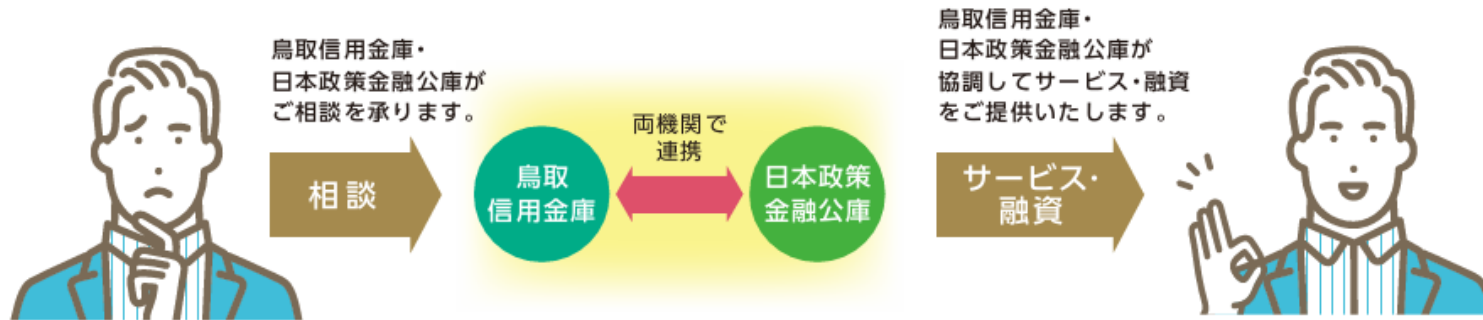 鳥取信用金庫・
日本政策金融公庫が
ご相談を承ります。
相談
両機関で
連携
鳥取
信用金庫
日本政策
金融公庫
鳥取信用金庫・
日本政策金融公庫が
協調してサービス・融資
をご提供いたします。
サービス・
融資